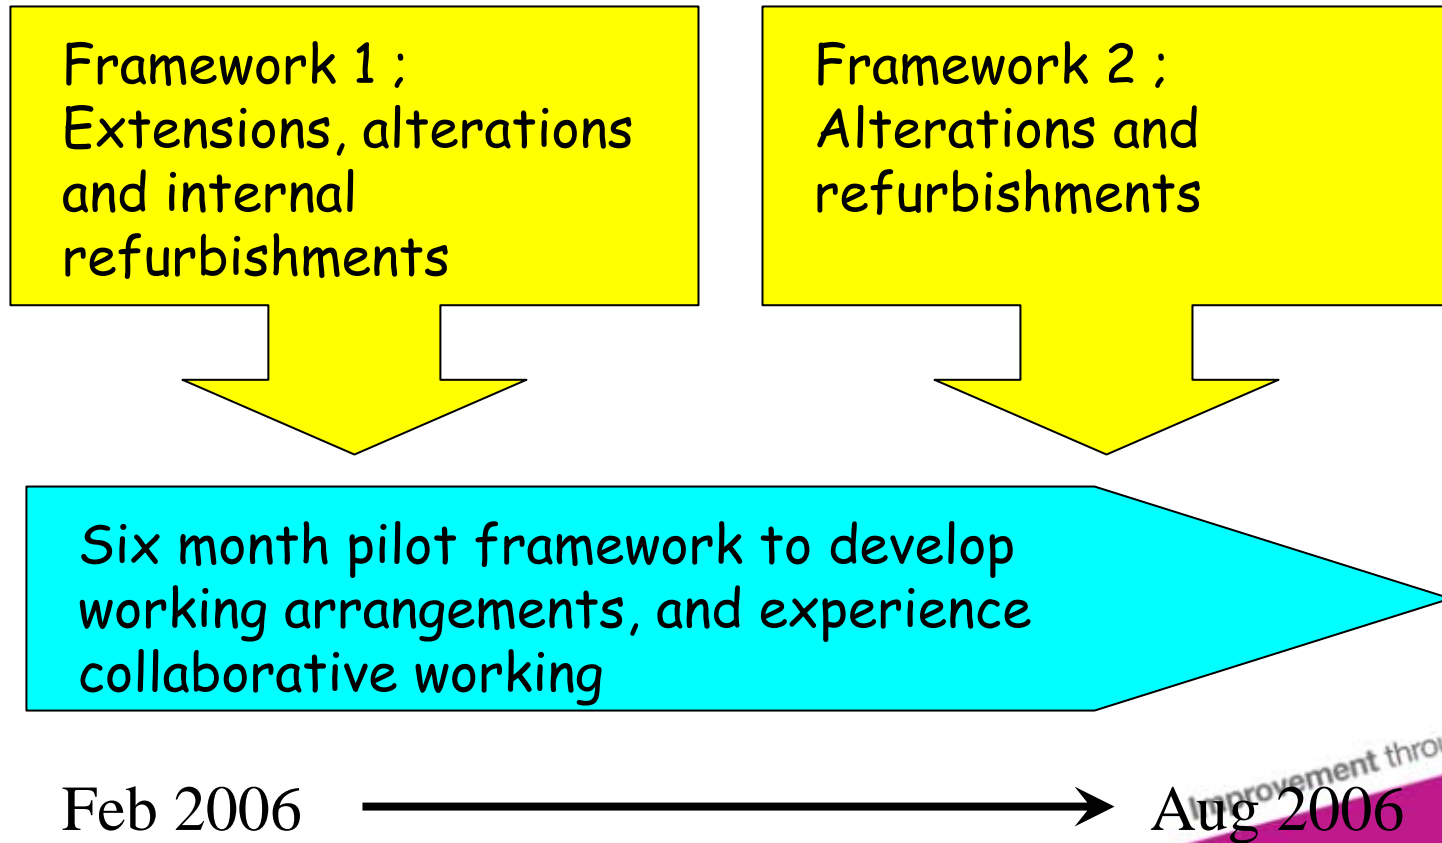 Framework 1 ;
Extensions, alterations
and internal
refurbishments
Framework 2 ;
Alterations and
refurbishments
Six month pilot framework to develop
working arrangements, and experience
collaborative working
Improvement
Feb 2006
Aug 2006